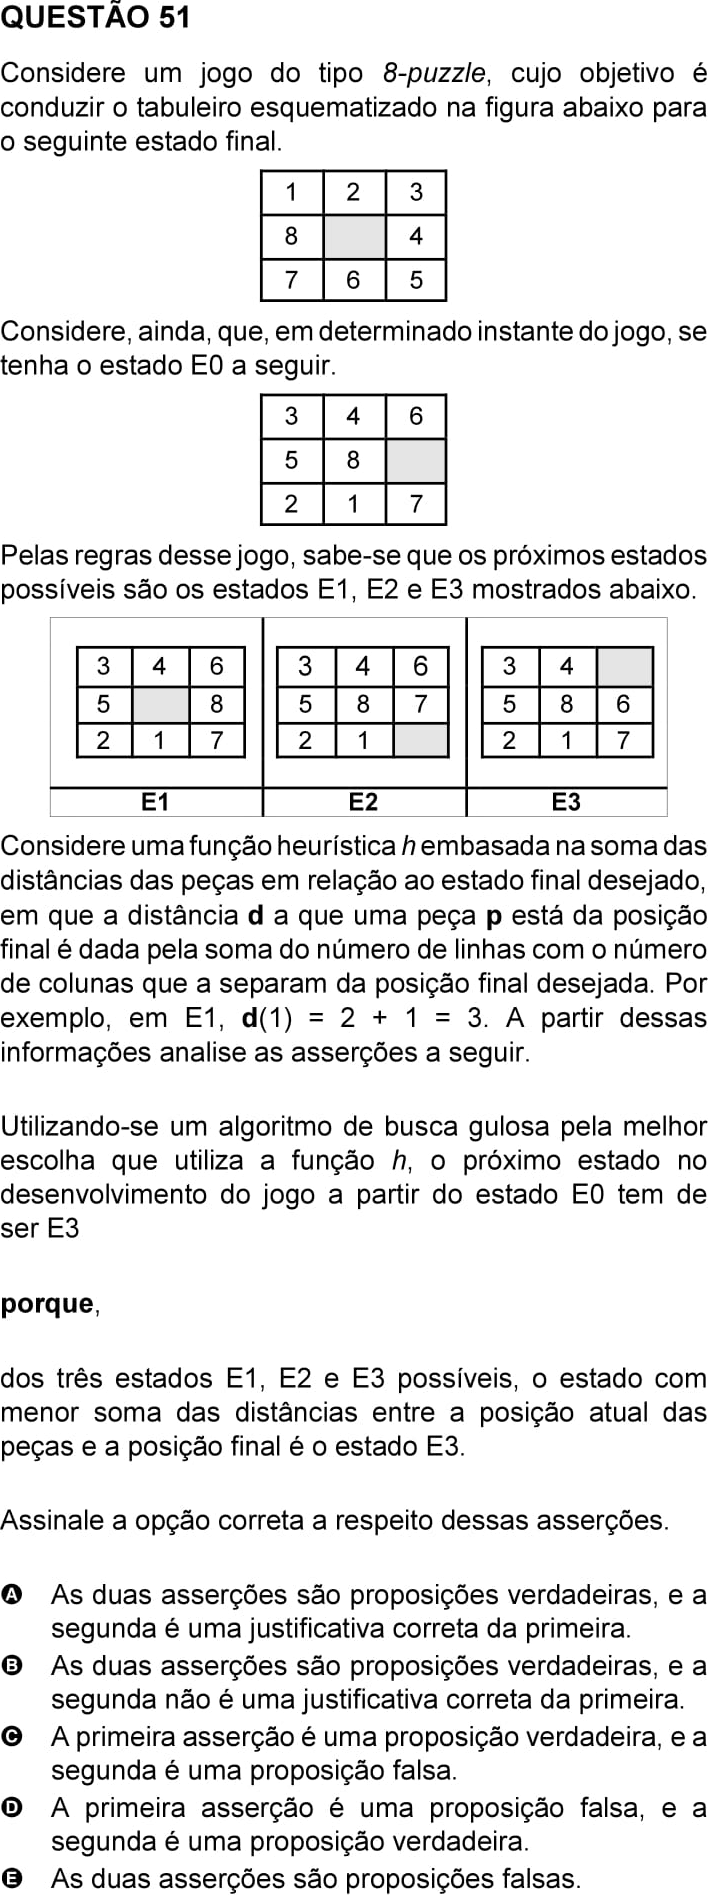 QUESTÃO 51
Considere um jogo do tipo 8-puzzle, cujo objetivo é
conduzir o tabuleiro esquematizado na figura abaixo para
o seguinte estado final.
1 2 3
8 4
7 6 5
Considere, ainda, que, em determinado instante do jogo, se
tenha o estado E0 a seguir.
3 4 6
5 8
2 1 7
Pelas regras desse jogo, sabe-se que os próximos estados
possíveis são os estados E1, E2 e E3 mostrados abaixo.
3 4 6 3 4 6 3 4
5 8 5 8 7 5 8 6
2 1 7 2 1 2 1 7
E1 E2 E3
Considere uma função heurística h embasada na soma das
distâncias das peças em relação ao estado final desejado,
em que a distância d a que uma peça p está da posição
final é dada pela soma do número de linhas com o número
de colunas que a separam da posição final desejada. Por
exemplo, em E1, d(1) = 2 + 1 = 3. A partir dessas
informações analise as asserções a seguir.
Utilizando-se um algoritmo de busca gulosa pela melhor
escolha que utiliza a função h, o próximo estado no
desenvolvimento do jogo a partir do estado E0 tem de
ser E3
porque,
dos três estados E1, E2 e E3 possíveis, o estado com
menor soma das distâncias entre a posição atual das
peças e a posição final é o estado E3.
Assinale a opção correta a respeito dessas asserções.
A As duas asserções são proposições verdadeiras, e a
segunda é uma justificativa correta da primeira.
B As duas asserções são proposições verdadeiras, e a
segunda não é uma justificativa correta da primeira.
C A primeira asserção é uma proposição verdadeira, e a
segunda é uma proposição falsa.
D A primeira asserção é uma proposição falsa, e a
segunda é uma proposição verdadeira.
E As duas asserções são proposições falsas.